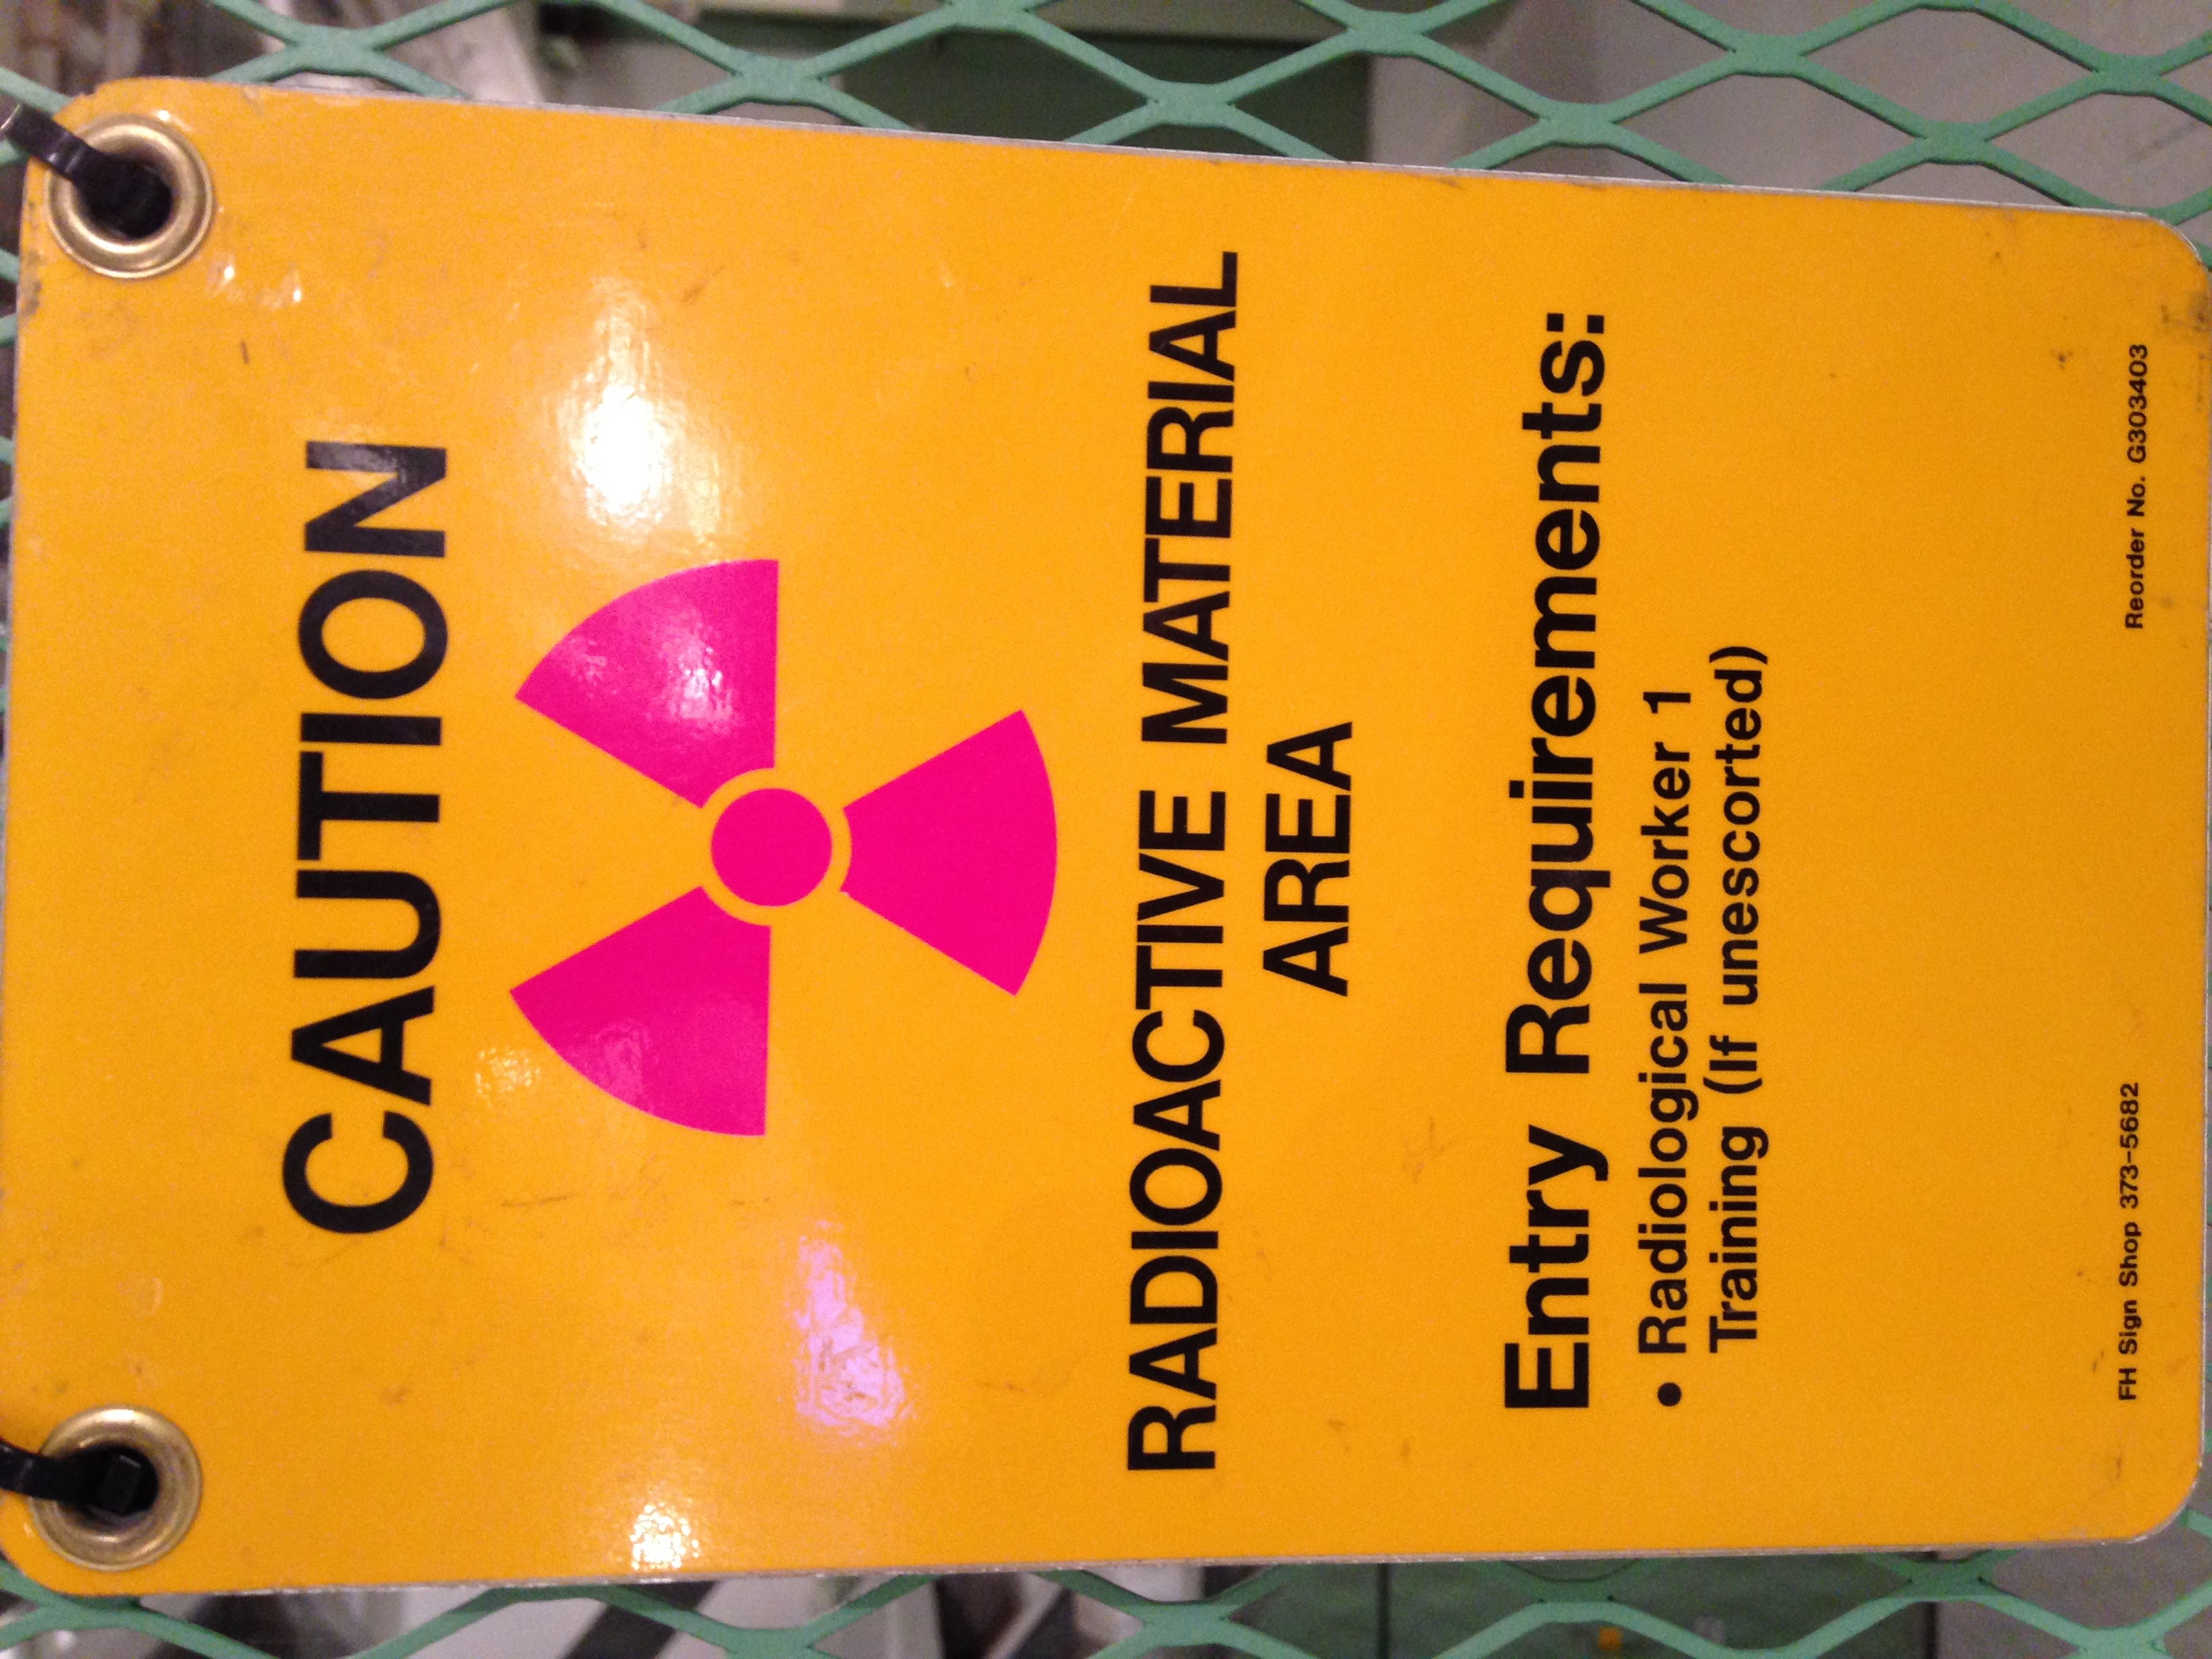 CAUTION
RADIOACTIVE MATERIAL
AREA
Entry Requirements:
• Radiological Worker 1
Training (If unescorted)
FH Sign Shop 373-5682
Reorder No. G303403